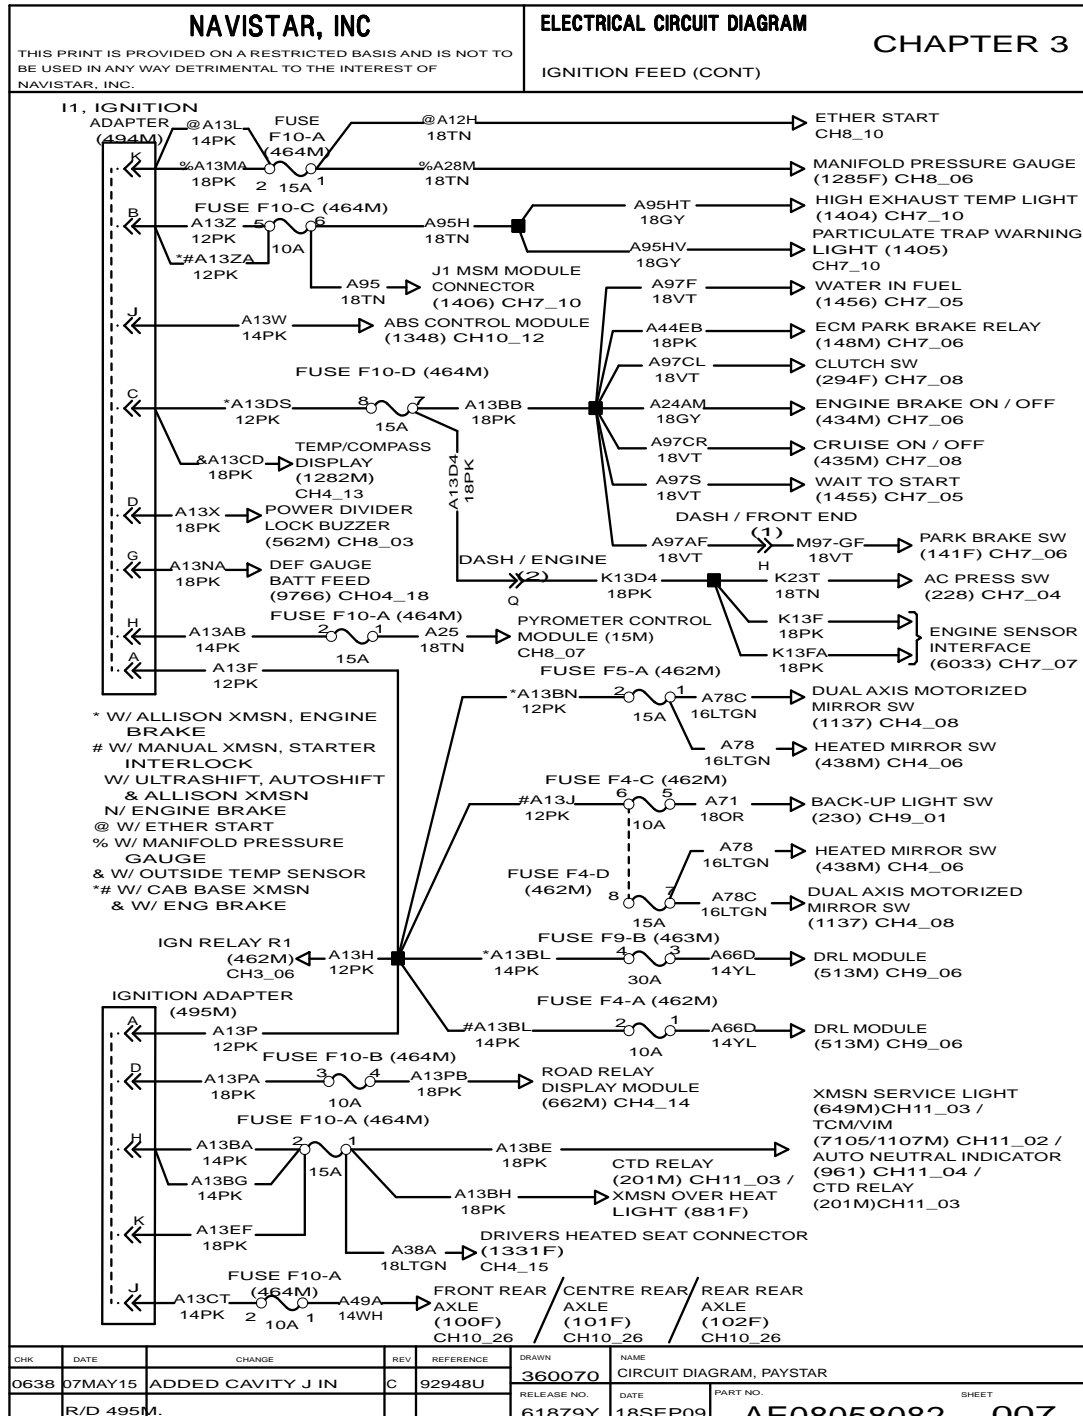 NAVISTAR, INC
THIS PRINT IS PROVIDED ON A RESTRICTED BASIS AND IS NOT TO
BE USED IN ANY WAY DETRIMENTAL TO THE INTEREST OF
NAVISTAR, INC.
ELECTRICAL CIRCUIT DIAGRAM
CHAPTER 3
IGNITION FEED (CONT)
I1, IGNITION
ADAPTER
(494M)
K
@A13L
14PK
FUSE
F10-A
(464M)
@A12H
18TN
ETHER START
CH8_10
%A13MA
18PK
2 15A 1
%A28M
18TN
MANIFOLD PRESSURE GAUGE
(1285F) CH8_06
FUSE F10-C (464M)
B
A13Z
12PK
5 6
10A
A95H
18TN
A95HT
18GY
HIGH EXHAUST TEMP LIGHT
(1404) CH7_10
A95HV
18GY
PARTICULATE TRAP WARNING
LIGHT (1405)
CH7_10
*#A13ZA
12PK
A95
18TN
J1 MSM MODULE
CONNECTOR
(1406) CH7_10
A97F
18VT
WATER IN FUEL
(1456) CH7_05
J
A13W
14PK
ABS CONTROL MODULE
(1348) CH10_12
A44EB
18PK
ECM PARK BRAKE RELAY
(148M) CH7_06
FUSE F10-D (464M)
A97CL
18VT
CLUTCH SW
(294F) CH7_08
C
*A13DS
12PK
8 7
15A
A13BB
18PK
A24AM
18GY
ENGINE BRAKE ON / OFF
(434M) CH7_06
A97CR
18VT
CRUISE ON / OFF
(435M) CH7_08
&A13CD
18PK
TEMP/COMPASS
DISPLAY
(1282M)
CH4_13
A13D4
18PK
A97S
18VT
WAIT TO START
(1455) CH7_05
D
A13X
18PK
POWER DIVIDER
LOCK BUZZER
(562M) CH8_03
DASH / FRONT END
(1)
A97AF
18VT
H
M97-GF
18VT
PARK BRAKE SW
(141F) CH7_06
G
A13NA
18PK
DEF GAUGE
BATT FEED
(9766) CH04_18
DASH / ENGINE
(2)
Q
K13D4
18PK
K23T
18TN
AC PRESS SW
(228) CH7_04
FUSE F10-A (464M)
H
A13AB
14PK
2 1
15A
A25
18TN
PYROMETER CONTROL
MODULE (15M)
CH8_07
K13F
18PK
K13FA
18PK
ENGINE SENSOR
INTERFACE
(6033) CH7_07
A
A13F
12PK
FUSE F5-A (462M)
*A13BN
12PK
2 1
15A
A78C
16LTGN
DUAL AXIS MOTORIZED
MIRROR SW
(1137) CH4_08
A78
16LTGN
HEATED MIRROR SW
(438M) CH4_06
* W/ ALLISON XMSN, ENGINE
BRAKE
# W/ MANUAL XMSN, STARTER
INTERLOCK
W/ ULTRASHIFT, AUTOSHIFT
& ALLISON XMSN
N/ ENGINE BRAKE
@ W/ ETHER START
% W/ MANIFOLD PRESSURE
GAUGE
& W/ OUTSIDE TEMP SENSOR
*# W/ CAB BASE XMSN
& W/ ENG BRAKE
FUSE F4-C (462M)
#A13J
12PK
6 5
10A
A71
18OR
BACK-UP LIGHT SW
(230) CH9_01
A78
16LTGN
HEATED MIRROR SW
(438M) CH4_06
FUSE F4-D
(462M)
8 7
15A
A78C
16LTGN
DUAL AXIS MOTORIZED
MIRROR SW
(1137) CH4_08
FUSE F9-B (463M)
IGN RELAY R1
(462M)
CH3_06
A13H
12PK
*A13BL
14PK
4 3
30A
A66D
14YL
DRL MODULE
(513M) CH9_06
FUSE F4-A (462M)
#A13BL
14PK
2 1
10A
A66D
14YL
DRL MODULE
(513M) CH9_06
IGNITION ADAPTER
(495M)
A
A13P
12PK
FUSE F10-B (464M)
D
A13PA
18PK
3 4
10A
A13PB
18PK
ROAD RELAY
DISPLAY MODULE
(662M) CH4_14
FUSE F10-A (464M)
H
A13BA
14PK
2 1
15A
A13BE
18PK
XMSN SERVICE LIGHT
(649M)CH11_03 /
TCM/VIM
(7105/1107M) CH11_02 /
AUTO NEUTRAL INDICATOR
(961) CH11_04 /
CTD RELAY
(201M)CH11_03
A13BG
14PK
A13BH
18PK
CTD RELAY
(201M) CH11_03 /
XMSN OVER HEAT
LIGHT (881F)
K
A13EF
18PK
A38A
18LTGN
DRIVERS HEATED SEAT CONNECTOR
(1331F)
CH4_15
FUSE F10-A
(464M)
J
A13CT
14PK
2 10A 1
A49A
14WH
FRONT REAR
AXLE
(100F)
CH10_26
CENTRE REAR
AXLE
(101F)
CH10_26
REAR REAR
AXLE
(102F)
CH10_26
CHK DATE CHANGE REV REFERENCE
0638 07MAY15 ADDED CAVITY J IN C 92948U
R/D 495M.
DRAWN
360070
NAME
CIRCUIT DIAGRAM, PAYSTAR
RELEASE NO.
61879Y
DATE
18SEP09
PART NO.
AE08058082
SHEET
007